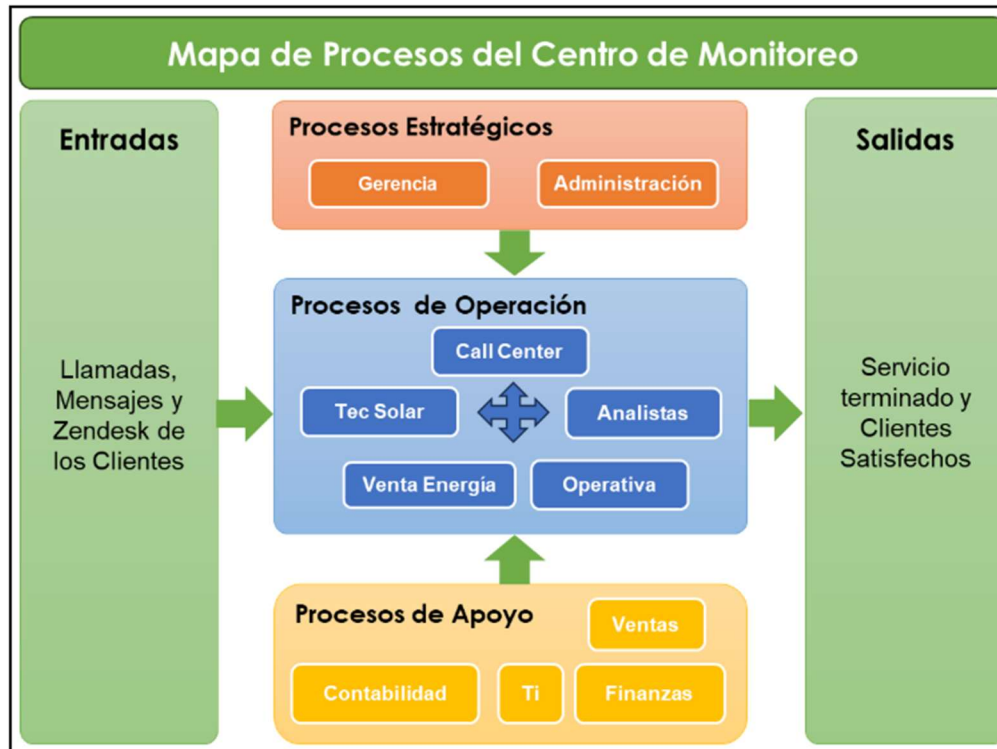 Mapa de Procesos del Centro de Monitoreo
Entradas
Llamadas,
Mensajes y
Zendesk de
los Clientes
Procesos Estratégicos
Gerencia
Administración
Procesos de Operación
Call Center
Tec Solar
Analistas
Venta Energía
Operativa
Procesos de Apoyo
Ventas
Contabilidad
Ti
Finanzas
Salidas
Servicio
terminado y
Clientes
Satisfechos